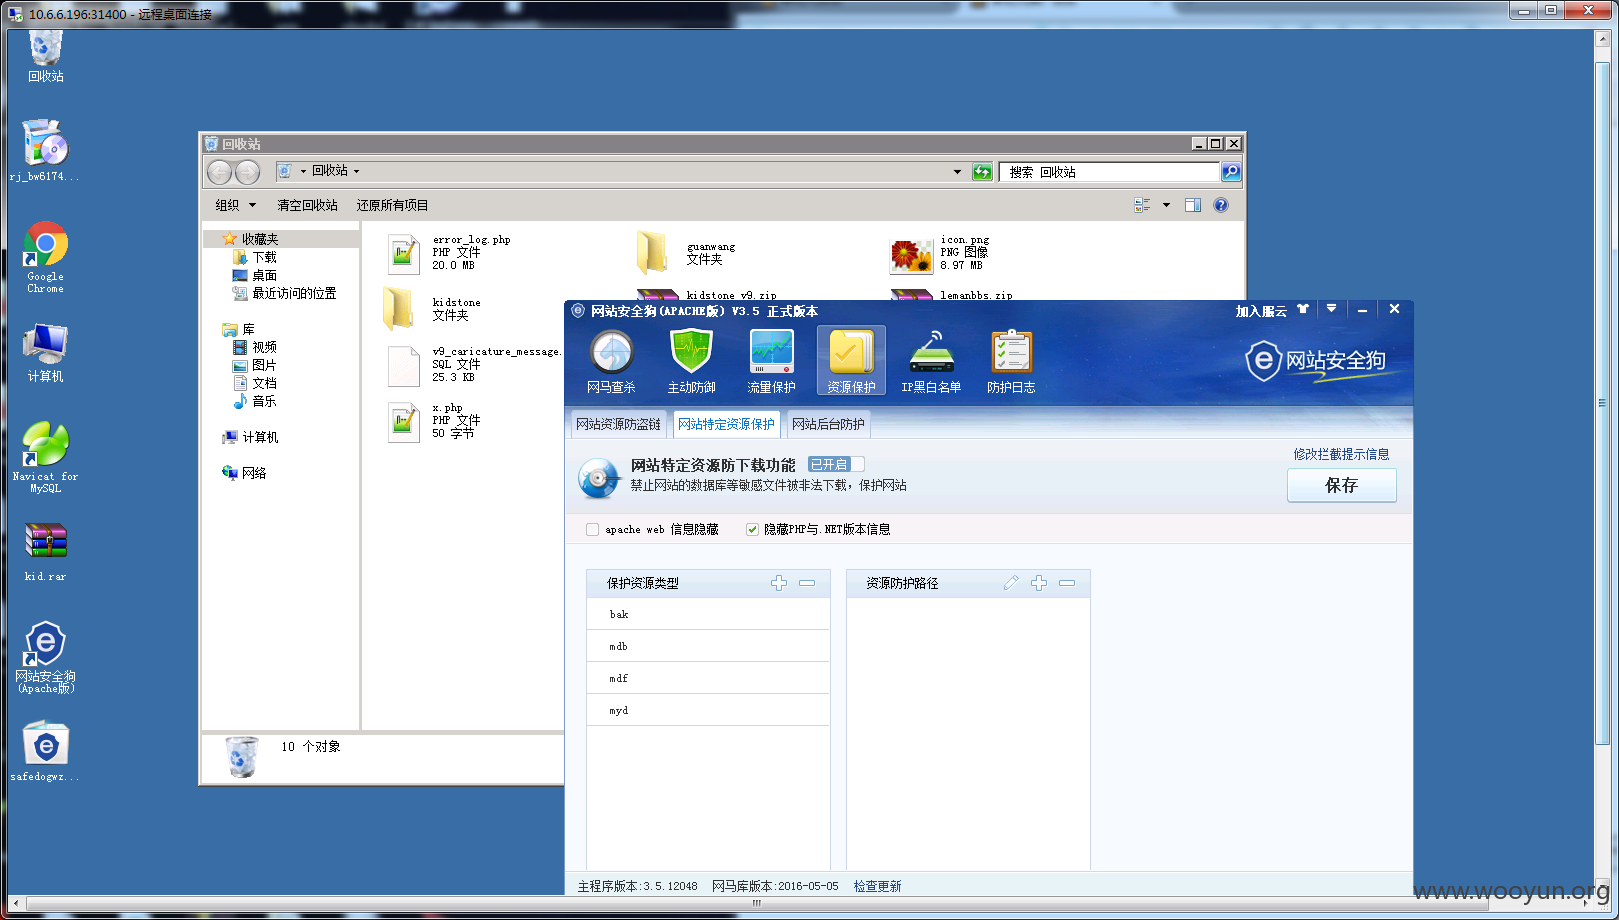 10.6.6.196:31400 - 远程桌面连接
回收站
rj_bw6174...
Google
Chrome
计算机
Navicat for
MySQL
kid.rar
网站安全狗
(Apache版)
safedogwz...
回收站
回收站
搜索 回收站
组织
清空回收站
还原所有项目
收藏夹
下载
桌面
最近访问的位置
库
视频
图片
文档
音乐
计算机
网络
error_log.php
PHP 文件
20.0 MB
guanwang
文件夹
icon.png
PNG 图像
8.97 MB
kidstone
文件夹
kidstone_v9.zip
lemanbbs.zip
v9_caricature_message.
SQL 文件
25.3 KB
x.php
PHP 文件
50 字节
10 个对象
网站安全狗(APACHE版) V3.5 正式版本
加入服云
网马查杀
主动防御
流量保护
资源保护
IP黑白名单
防护日志
网站安全狗
网站资源防盗链
网站特定资源保护
网站后台防护
网站特定资源防下载功能
已开启
禁止网站的数据库等敏感文件被非法下载，保护网站
修改拦截提示信息
保存
apache web 信息隐藏
隐藏PHP与.NET版本信息
保护资源类型
资源防护路径
bak
mdb
mdf
myd
主程序版本:3.5.12048
网马库版本:2016-05-05
检查更新
www.wooyun.org